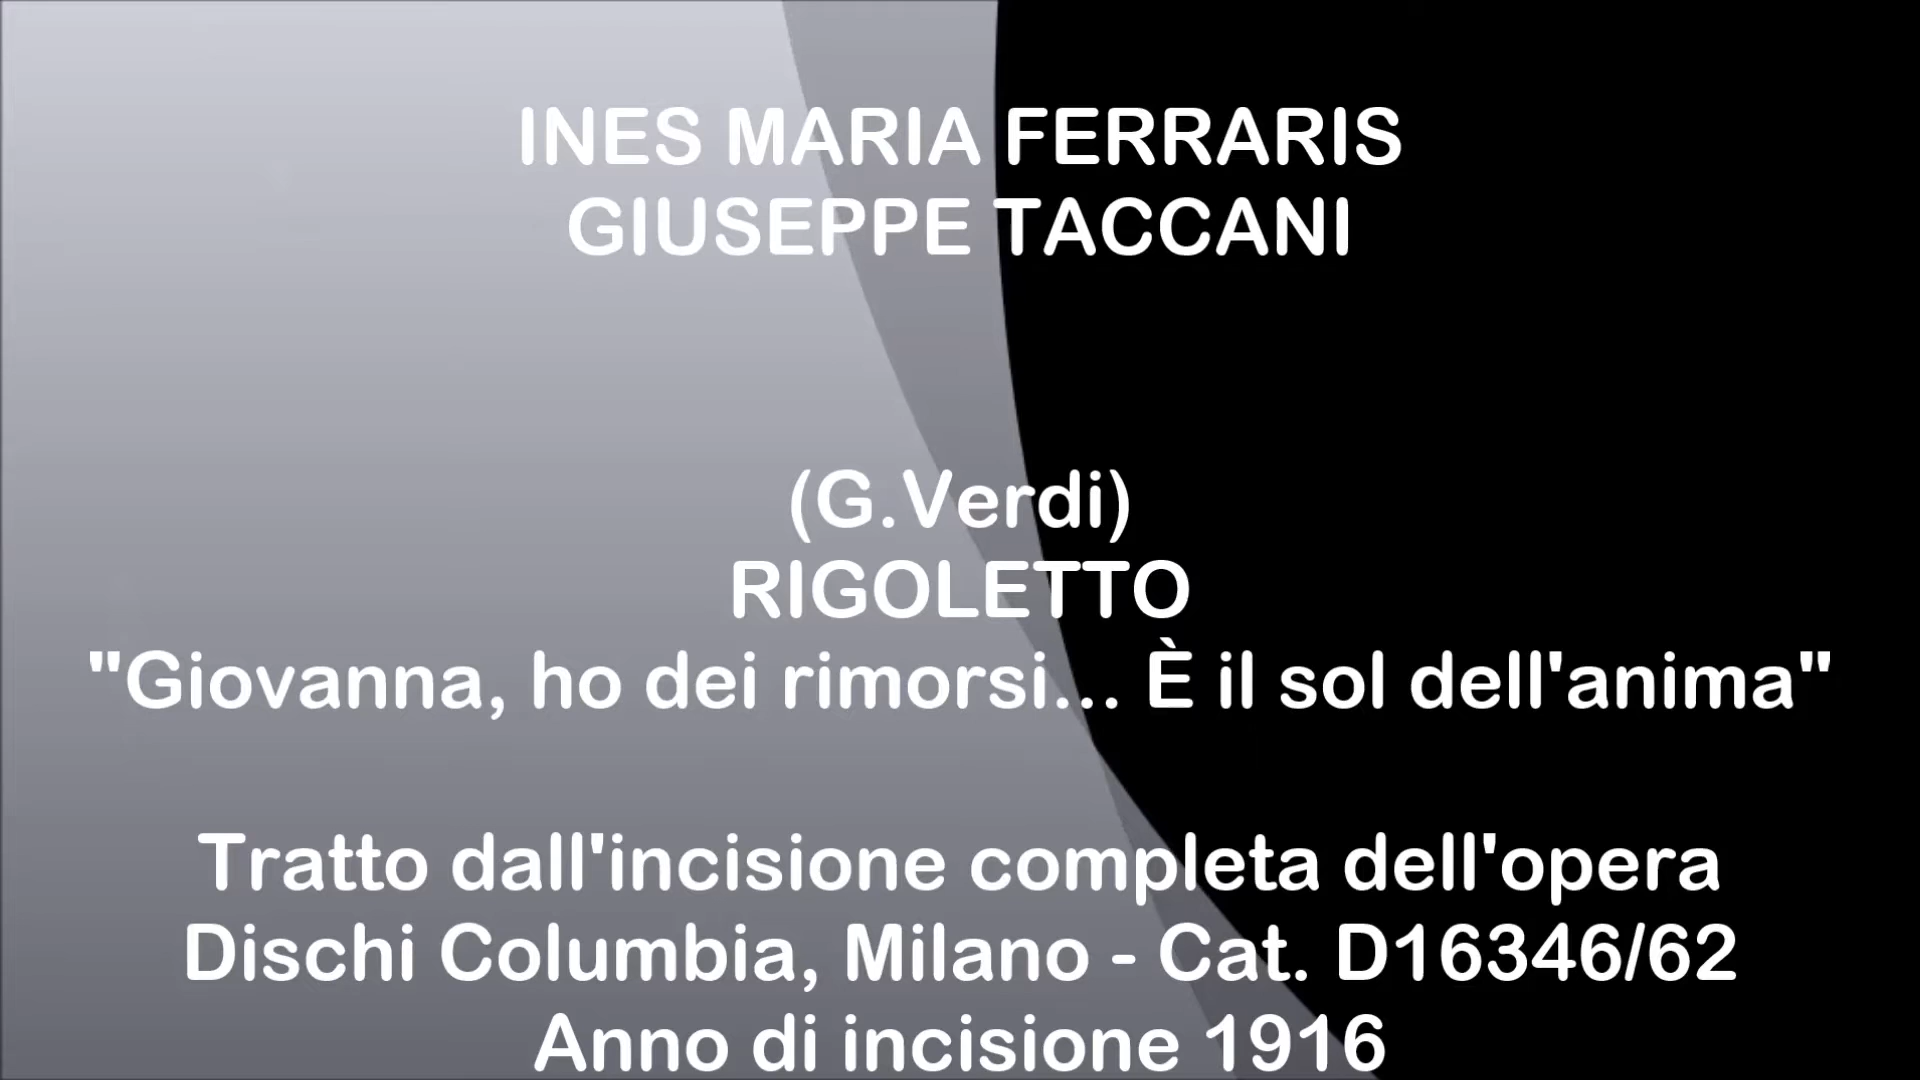 INES MARIA FERRARIS
GIUSEPPE TACCANI
(G.Verdi)
RIGOLETTO
"Giovanna, ho dei rimorsi... È il sol dell'anima"
Tratto dall'incisione completa dell'opera
Dischi Columbia, Milano - Cat. D16346/62
Anno di incisione 1916